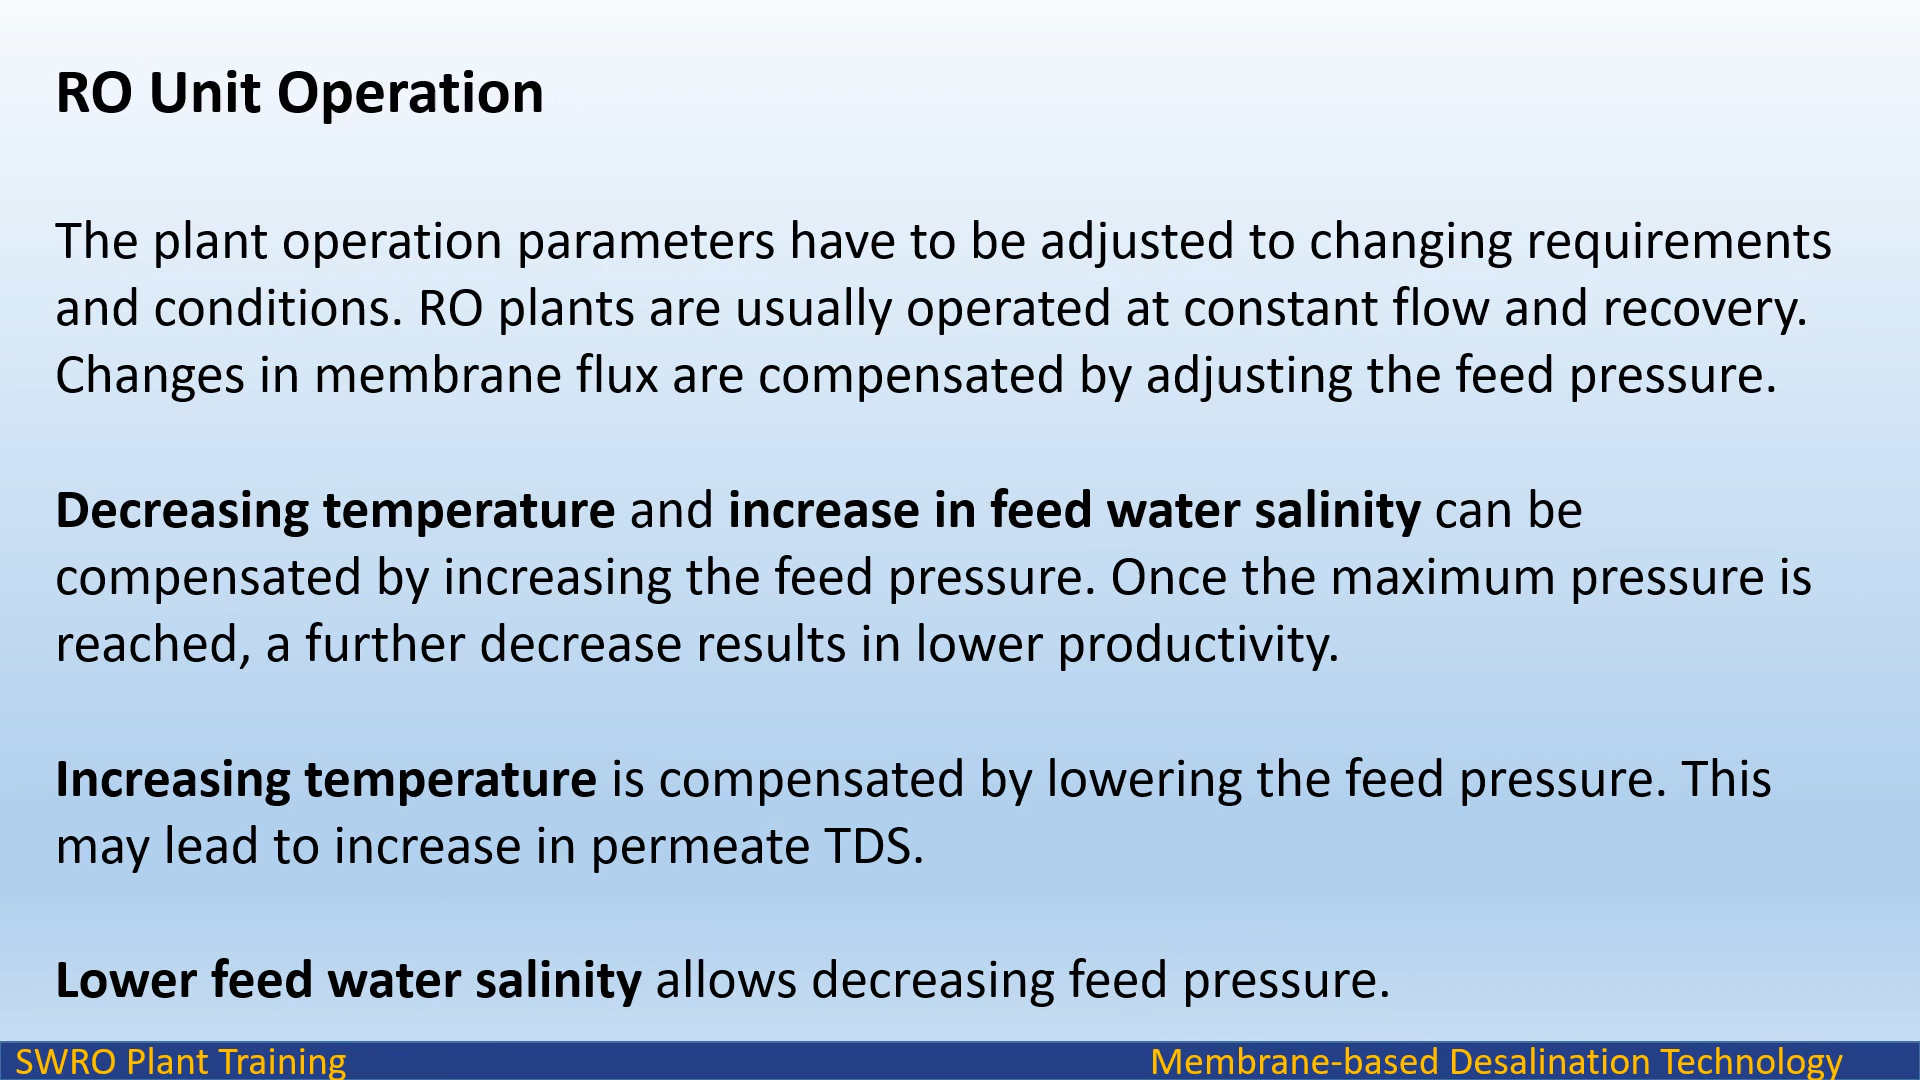 RO Unit Operation
The plant operation parameters have to be adjusted to changing requirements
and conditions. RO plants are usually operated at constant flow and recovery.
Changes in membrane flux are compensated by adjusting the feed pressure.
Decreasing temperature and increase in feed water salinity can be
compensated by increasing the feed pressure. Once the maximum pressure is
reached, a further decrease results in lower productivity.
Increasing temperature is compensated by lowering the feed pressure. This
may lead to increase in permeate TDS.
Lower feed water salinity allows decreasing feed pressure.
SWRO Plant Training
Membrane-based Desalination Technology